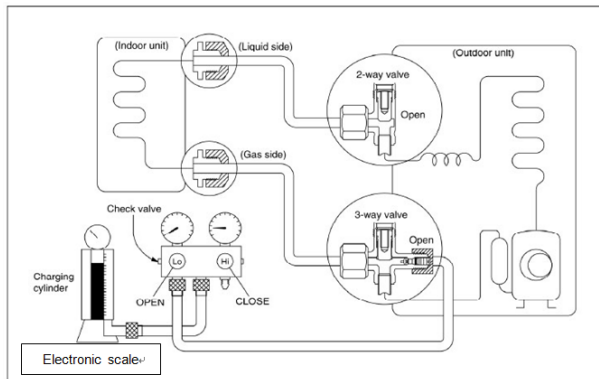 (Indoor unit)
(Liquid side)
(Outdoor unit)
2-way valve
Open
(Gas side)
3-way valve
Open
Check valve
Lo
Hi
OPEN
CLOSE
Charging
cylinder
Electronic scale